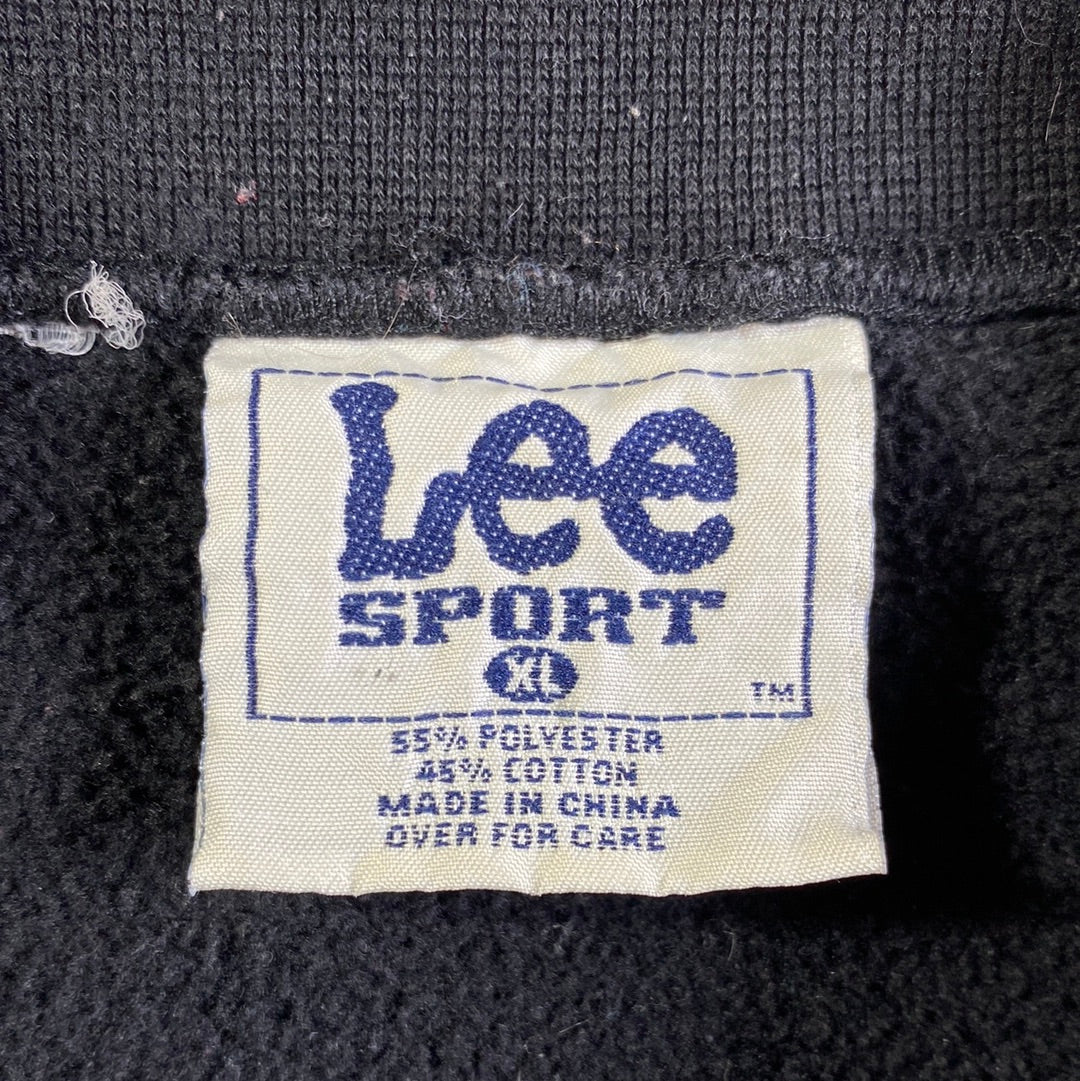 Lee
SPORT
XL
TM
55% POLYESTER
45% COTTON
MADE IN CHINA
OVER FOR CARE